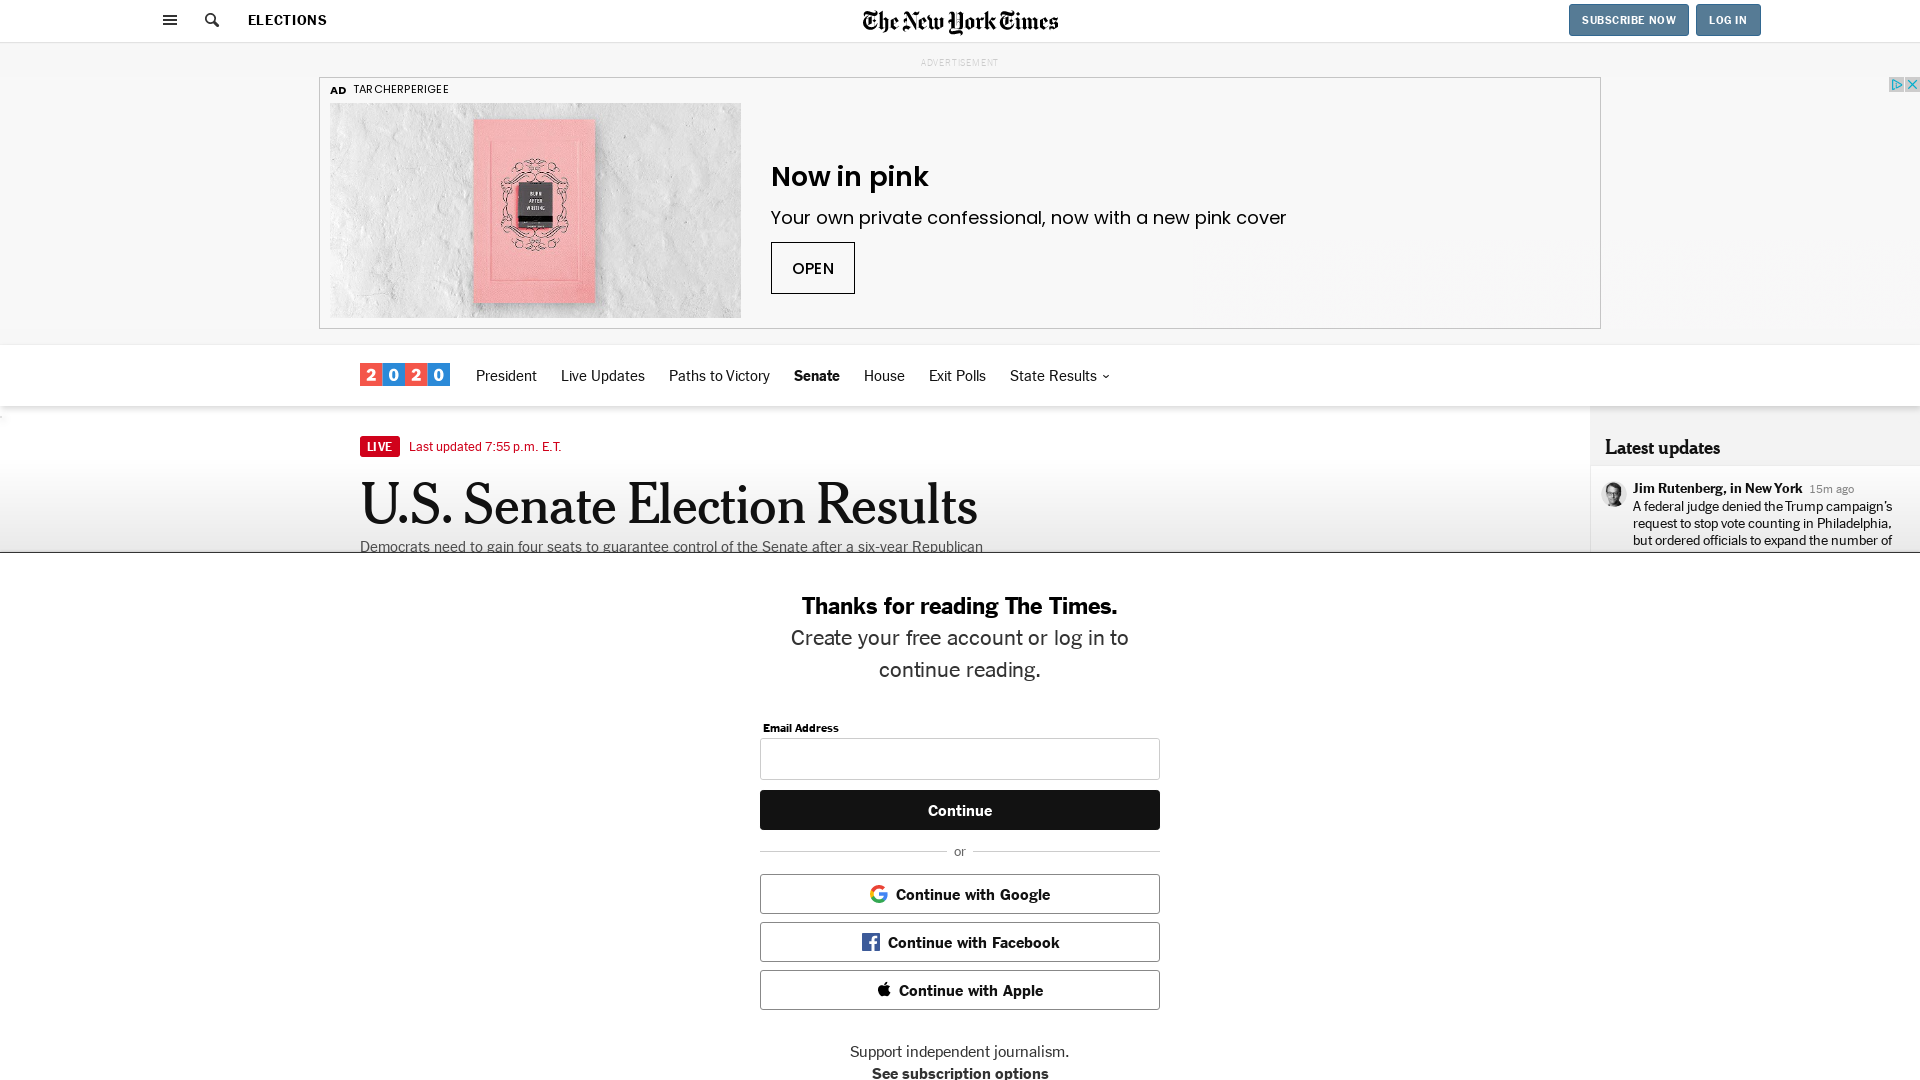 ELECTIONS
The New York Times
SUBSCRIBE NOW
LOG IN
ADVERTISEMENT
AD TARCHERPERIGEE
BURN
AFTER
WRITING
Now in pink
Your own private confessional, now with a new pink cover
OPEN
2020
President
Live Updates
Paths to Victory
Senate
House
Exit Polls
State Results
LIVE Last updated 7:55 p.m. E.T.
U.S. Senate Election Results
Democrats need to gain four seats to guarantee control of the Senate after a six-year Republican
Latest updates
Jim Rutenberg, in New York 15m ago
A federal judge denied the Trump campaign’s
request to stop vote counting in Philadelphia,
but ordered officials to expand the number of
Thanks for reading The Times.
Create your free account or log in to
continue reading.
Email Address
Continue
or
Continue with Google
Continue with Facebook
Continue with Apple
Support independent journalism.
See subscription options